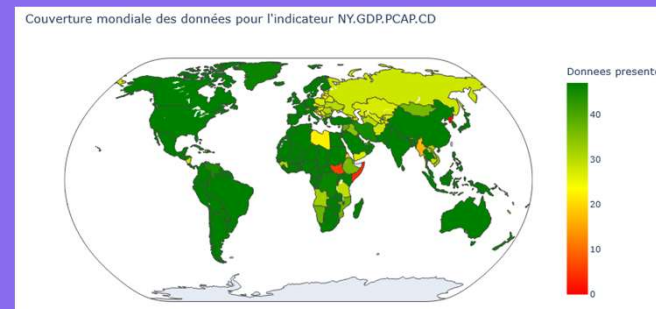 Couverture mondiale des données pour l'indicateur NY.GDP.PCAP.CD
Donnees presente
40
30
20
10
0